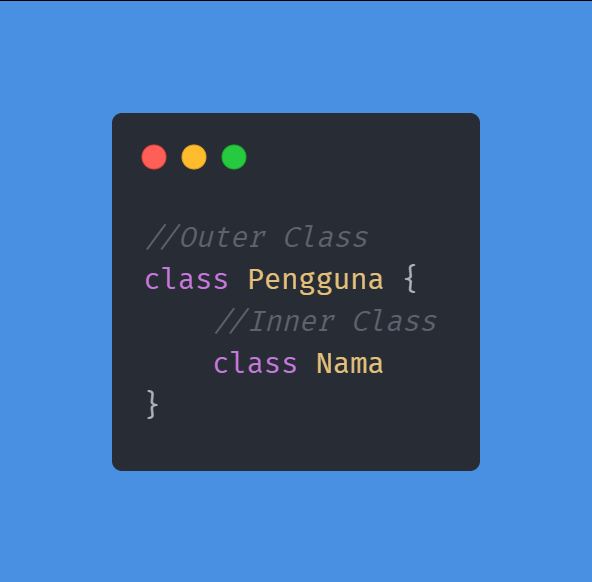 //Outer Class
class Pengguna {
//Inner Class
class Nama
}